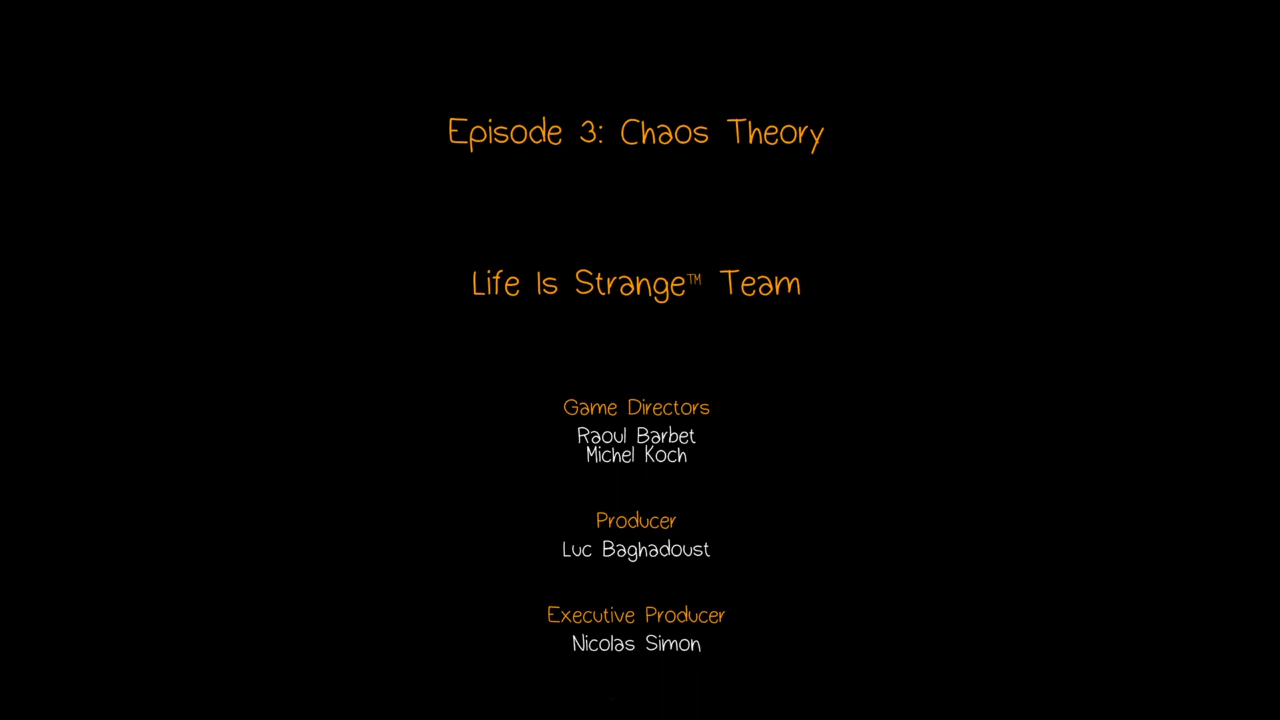 Episode 3: Chaos Theory
Life Is Strange™ Team
Game Directors
Raoul Barbet
Michel Koch
Producer
Luc Baghadoust
Executive Producer
Nicolas Simon